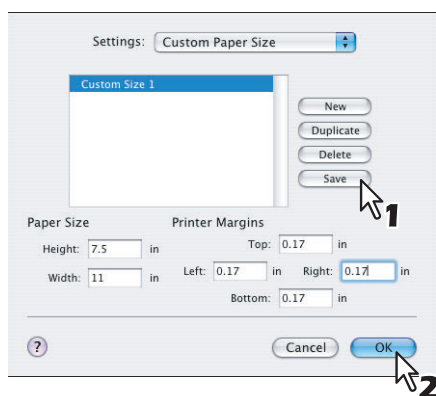 Settings: Custom Paper Size
Custom Size 1
New
Duplicate
Delete
Save
1
Paper Size Printer Margins
Height: 7.5 in Top: 0.17 in
Width: 11 in Left: 0.17 in Right: 0.17 in
Bottom: 0.17 in
? Cancel OK
2